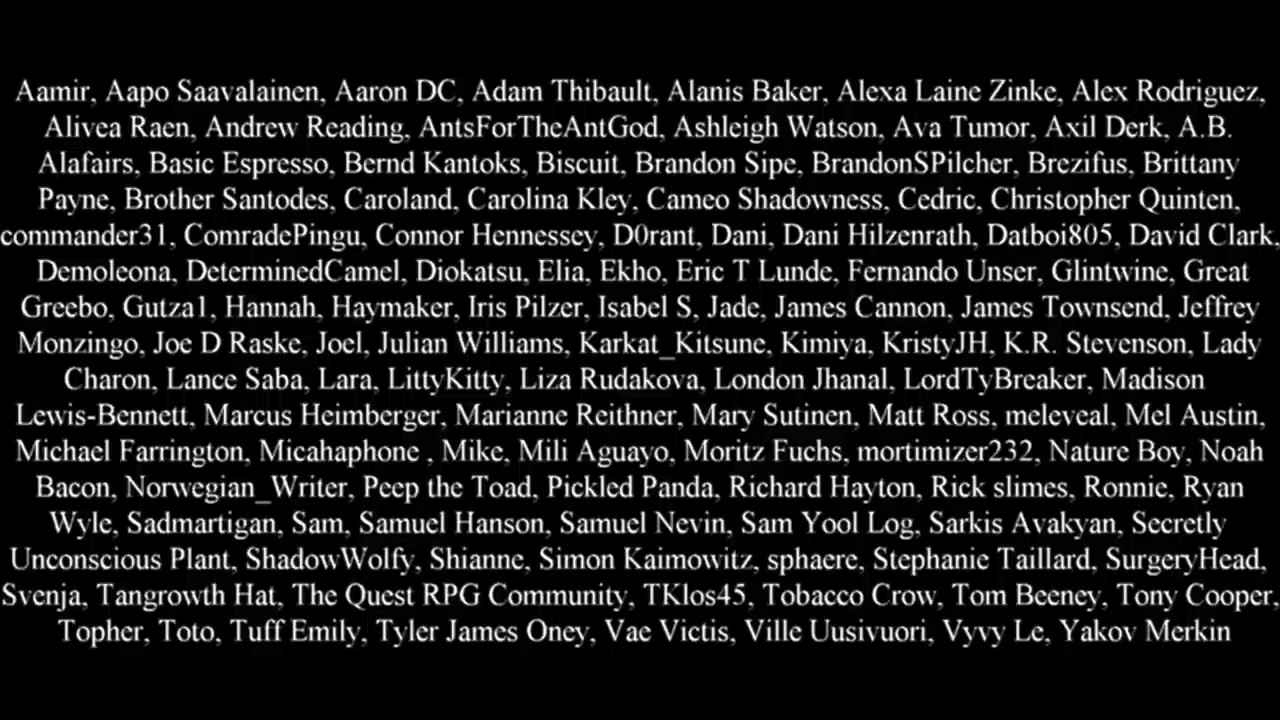 Aamir, Aapo Saavalainen, Aaron DC, Adam Thibault, Alanis Baker, Alexa Laine Zinke, Alex Rodriguez,
Alivea Raen, Andrew Reading, AntsForTheAntGod, Ashleigh Watson, Ava Tumor, Axil Derk, A.B.
Alafairs, Basic Espresso, Bernd Kantoks, Biscuit, Brandon Sipe, BrandonSPilcher, Brezifus, Brittany
Payne, Brother Santodes, Caroland, Carolina Kley, Cameo Shadowness, Cedric, Christopher Quinten,
commander31, ComradePingu, Connor Hennessey, D0rant, Dani, Dani Hilzenrath, Datboi805, David Clark,
Demoleona, DeterminedCamel, Diokatsu, Elia, Ekho, Eric T Lunde, Fernando Unser, Glintwine, Great
Greebo, Gutza1, Hannah, Haymaker, Iris Pilzer, Isabel S, Jade, James Cannon, James Townsend, Jeffrey
Monzingo, Joe D Raske, Joel, Julian Williams, Karkat_Kitsune, Kimiya, KristyJH, K.R. Stevenson, Lady
Charon, Lance Saba, Lara, LittyKitty, Liza Rudakova, London Jhanal, LordTyBreaker, Madison
Lewis-Bennett, Marcus Heimberger, Marianne Reithner, Mary Sutinen, Matt Ross, meleveal, Mel Austin,
Michael Farrington, Micahaphone , Mike, Mili Aguayo, Moritz Fuchs, mortimizer232, Nature Boy, Noah
Bacon, Norwegian_Writer, Peep the Toad, Pickled Panda, Richard Hayton, Rick slimes, Ronnie, Ryan
Wyle, Sadmartigan, Sam, Samuel Hanson, Samuel Nevin, Sam Yool Log, Sarkis Avakyan, Secretly
Unconscious Plant, ShadowWolfy, Shianne, Simon Kaimowitz, sphaere, Stephanie Taillard, SurgeryHead,
Svenja, Tangrowth Hat, The Quest RPG Community, TKlos45, Tobacco Crow, Tom Beeney, Tony Cooper,
Topher, Toto, Tuff Emily, Tyler James Oney, Vae Victis, Ville Uusivuori, Vyvy Le, Yakov Merkin